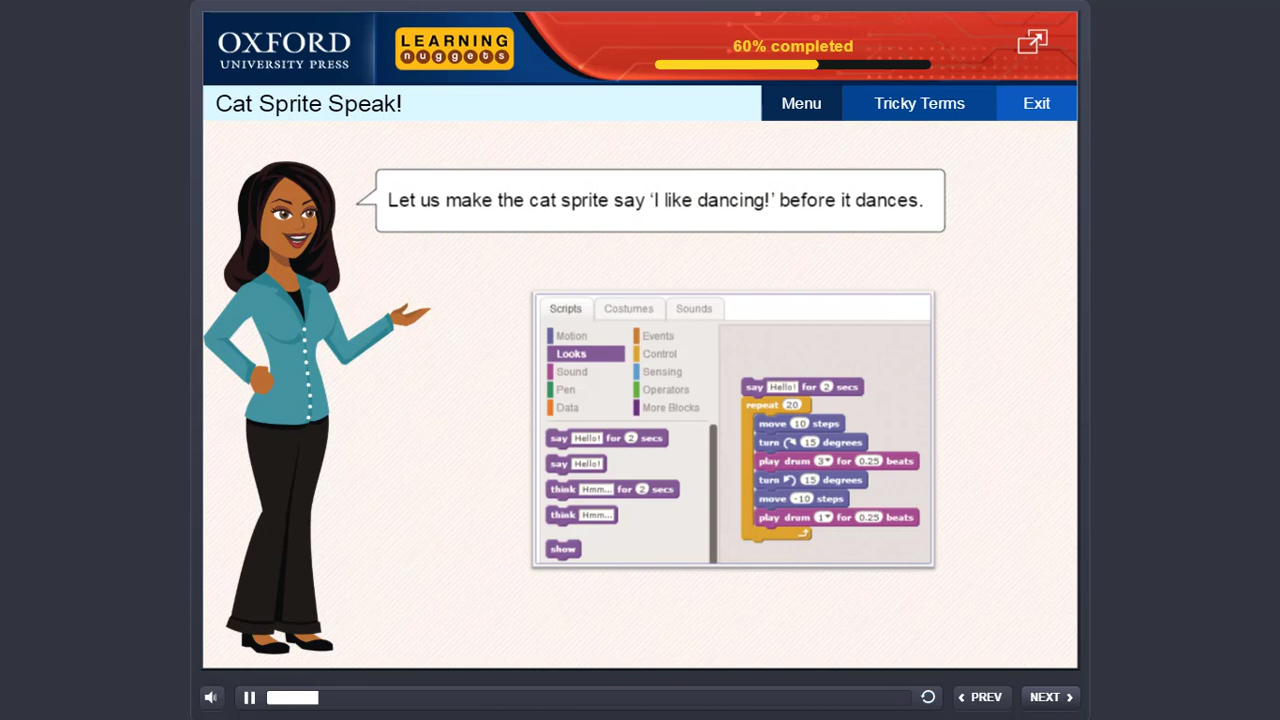 OXFORD
UNIVERSITY PRESS
LEARNING
nuggets
60% completed
Cat Sprite Speak!
Menu
Tricky Terms
Exit
Let us make the cat sprite say ‘I like dancing!’ before it dances.
Scripts Costumes Sounds
Motion Events
Looks Control
Sound Sensing
Pen Operators
Data More Blocks
say Hello! for 2 secs
say Hello!
think Hmm... for 2 secs
think Hmm...
show
say Hello! for 2 secs
repeat 20
move 10 steps
turn 15 degrees
play drum 3 for 0.25 beats
turn 15 degrees
move -10 steps
play drum 1 for 0.25 beats
PREV
NEXT